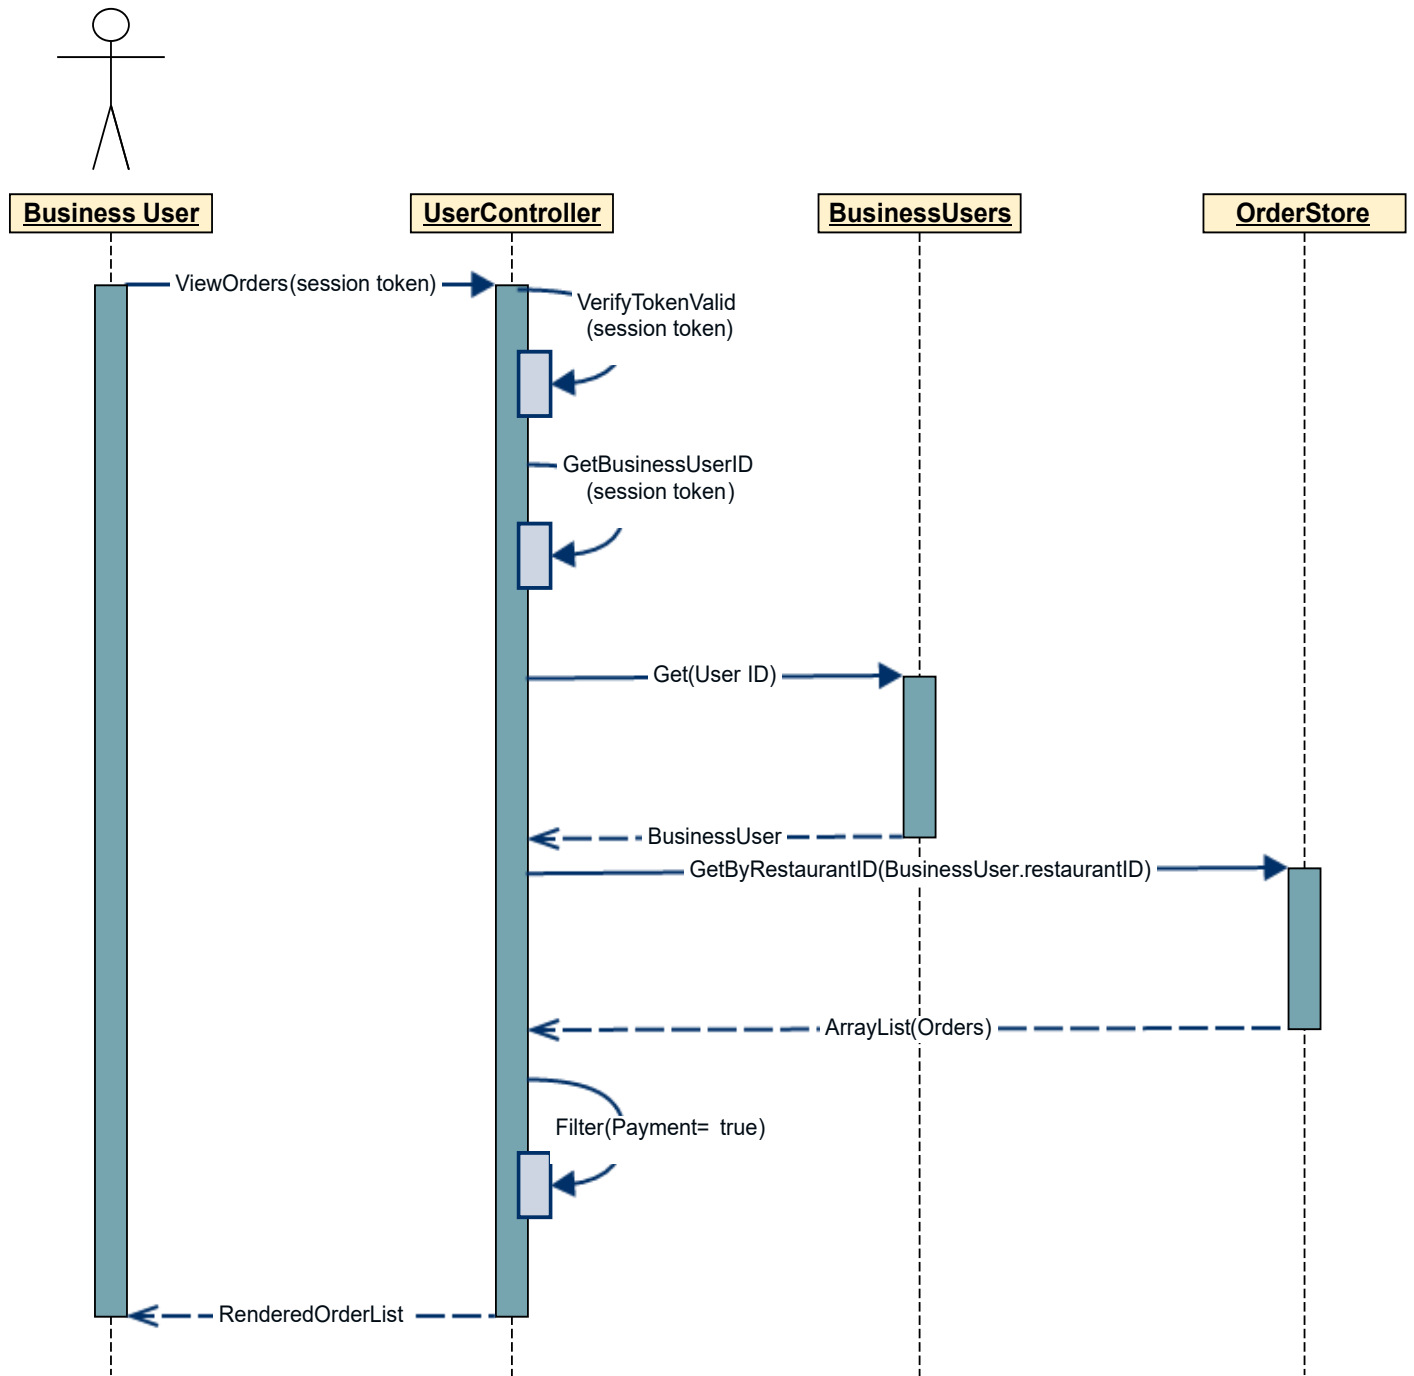 Business User
UserController
BusinessUsers
OrderStore
ViewOrders(session token)
VerifyTokenValid
(session token)
GetBusinessUserID
(session token)
Get(User ID)
BusinessUser
GetByRestaurantID(BusinessUser.restaurantID)
ArrayList(Orders)
Filter(Payment= true)
RenderedOrderList